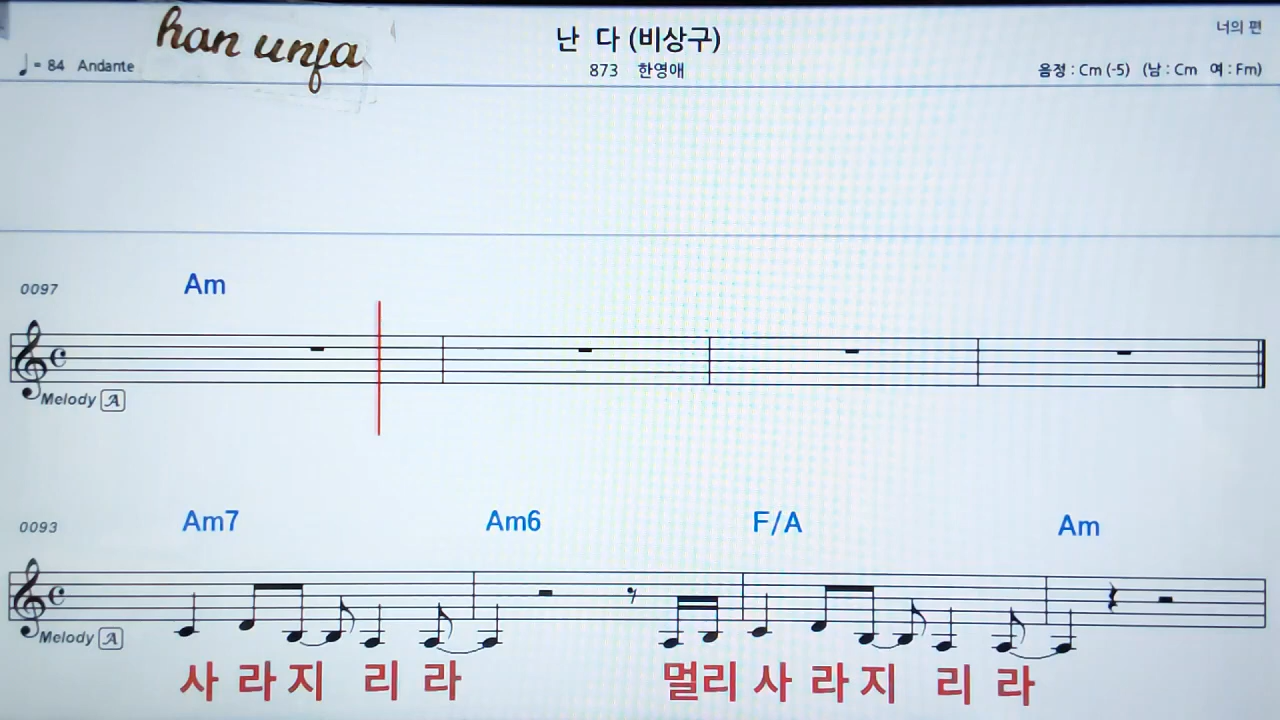 han unfa
난 다 (비상구)
너의 편
♩= 84 Andante
873 한영애
음정 : Cm (-5) (남 : Cm 여 : Fm)
0097 Am
Melody A
0093 Am7 Am6 F/A Am
Melody A
사 라 지 리 라 멀리 사 라 지 리 라